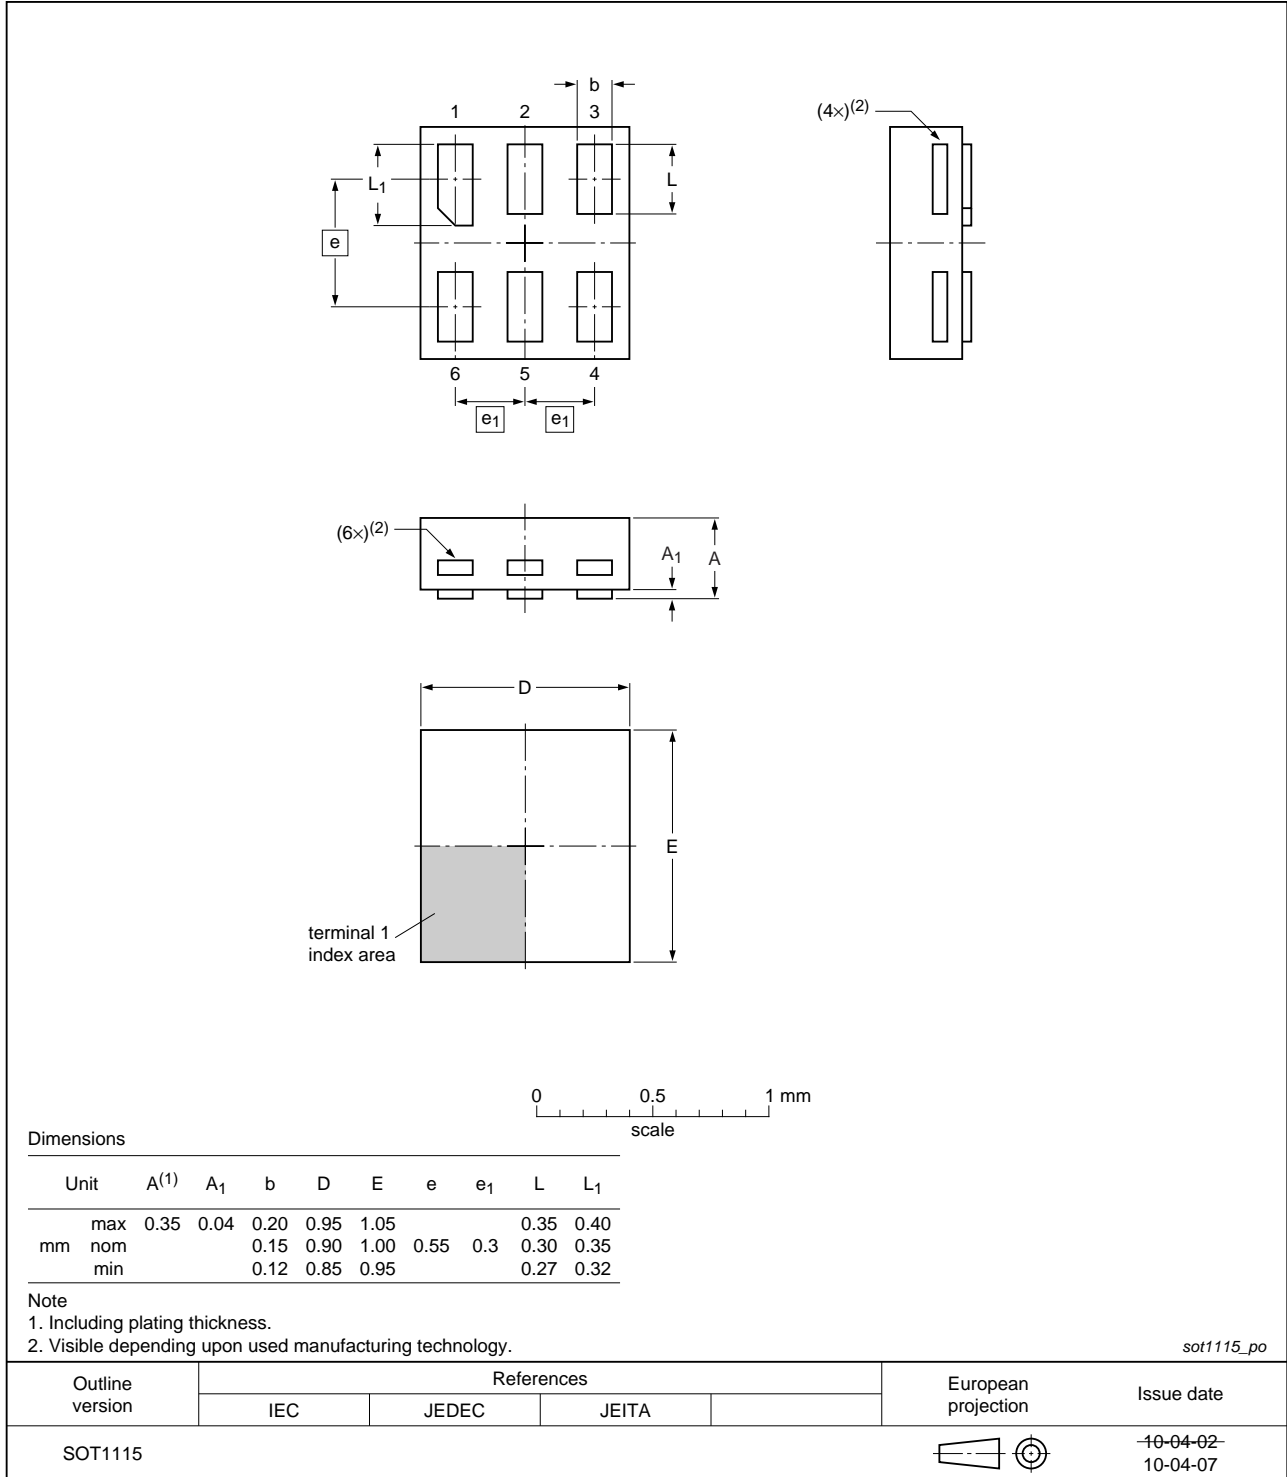 b
1 2 3
(4×)(2)
L1
L
e
6 5 4
e1 e1
(6×)(2)
A1
A
D
E
terminal 1
index area
0 0.5 1 mm
scale
Dimensions
Unit A(1) A1 b D E e e1 L L1
max 0.35 0.04 0.20 0.95 1.05 0.35 0.40
mm nom 0.15 0.90 1.00 0.55 0.3 0.30 0.35
min 0.12 0.85 0.95 0.27 0.32
Note
1. Including plating thickness.
2. Visible depending upon used manufacturing technology.
sot1115_po
Outline
version
References
IEC JEDEC JEITA
European
projection
Issue date
SOT1115
10-04-02
10-04-07